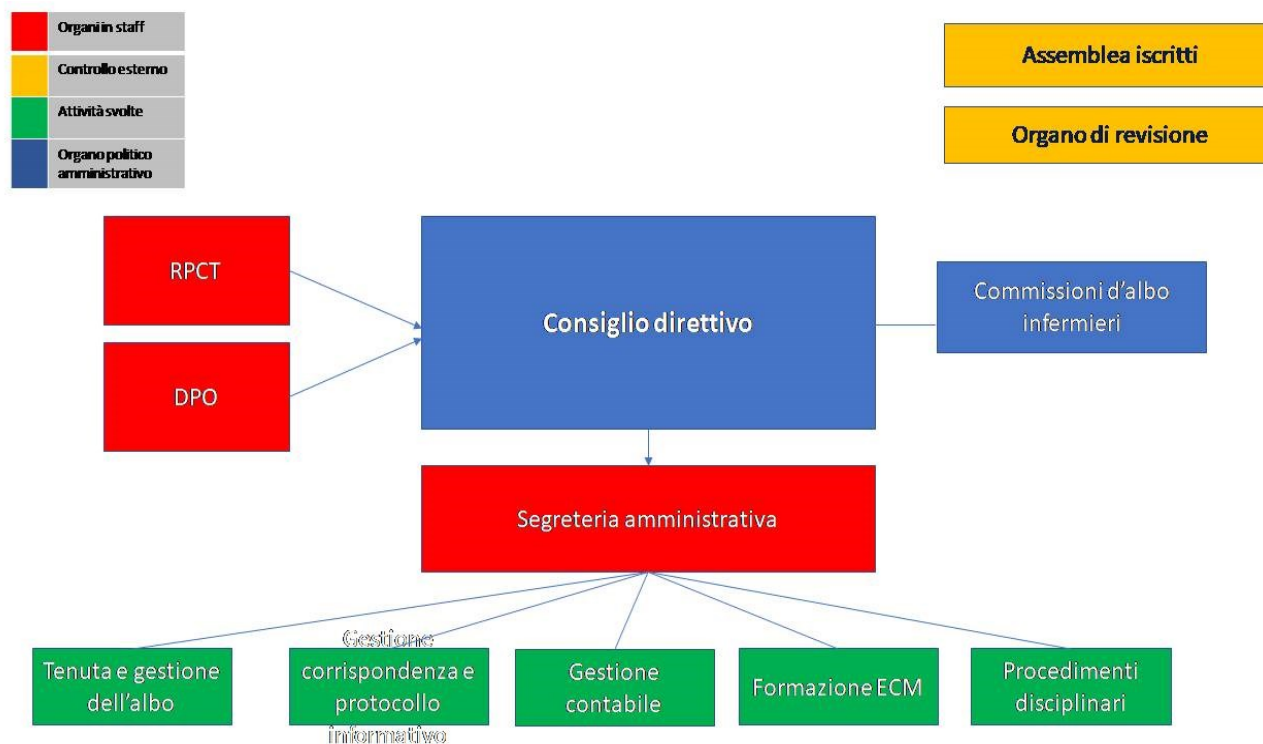 Organi in staff
Controllo esterno
Attività svolte
Organo politico
amministrativo
Assemblea iscritti
Organo di revisione
RPCT
DPO
Consiglio direttivo
Commissioni d'albo
infermieri
Segreteria amministrativa
Tenuta e gestione
dell'albo
Gestione
corrispondenza e
protocollo
informativo
Gestione
contabile
Formazione ECM
Procedimenti
disciplinari